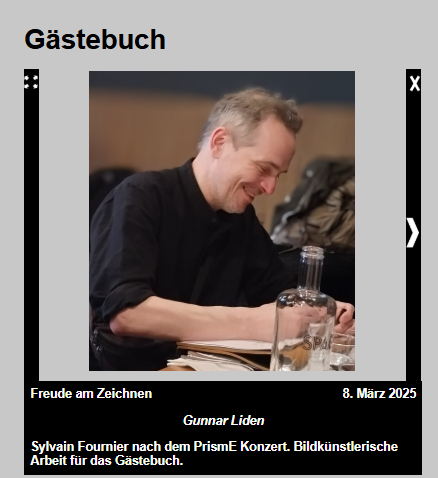 Gästebuch
SPA
Freude am Zeichnen 8. März 2025
Gunnar Liden
Sylvain Fournier nach dem PrismE Konzert. Bildkünstlerische
Arbeit für das Gästebuch.